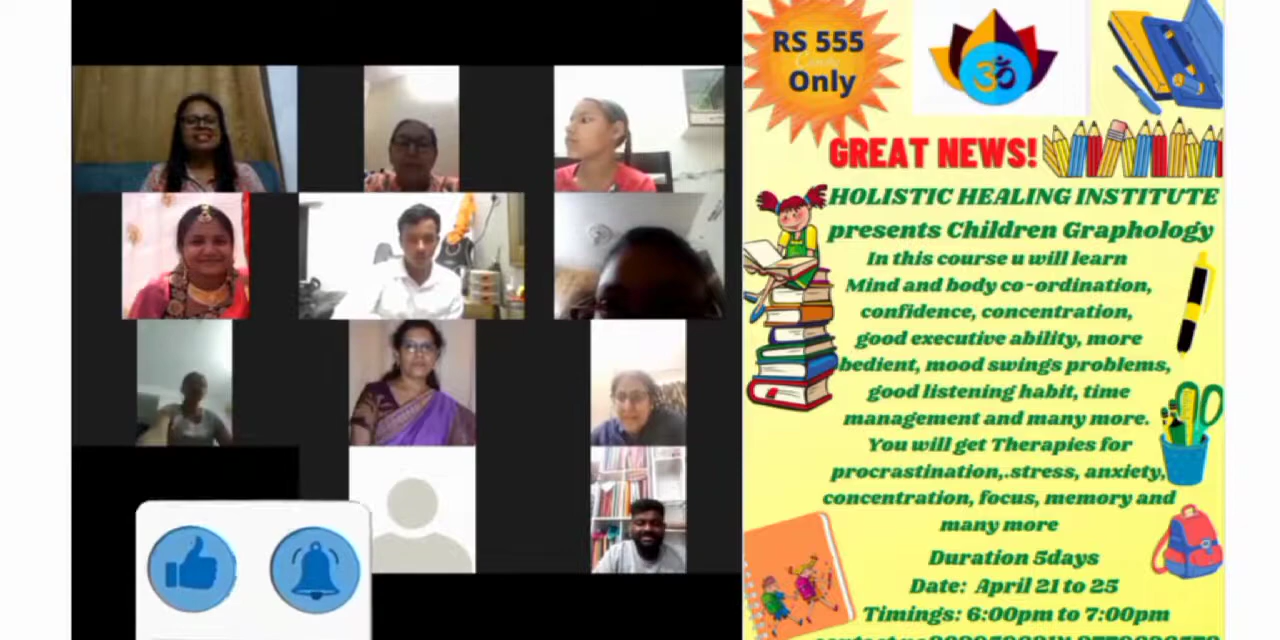 RS 555
Only
ॐ
GREAT NEWS!
HOLISTIC HEALING INSTITUTE
presents Children Graphology
In this course u will learn
Mind and body co-ordination,
confidence, concentration,
good executive ability, more
bedient, mood swings problems,
good listening habit, time
management and many more.
You will get Therapies for
procrastination,.stress, anxiety,
concentration, focus, memory and
many more
Duration 5days
Date: April 21 to 25
Timings: 6:00pm to 7:00pm